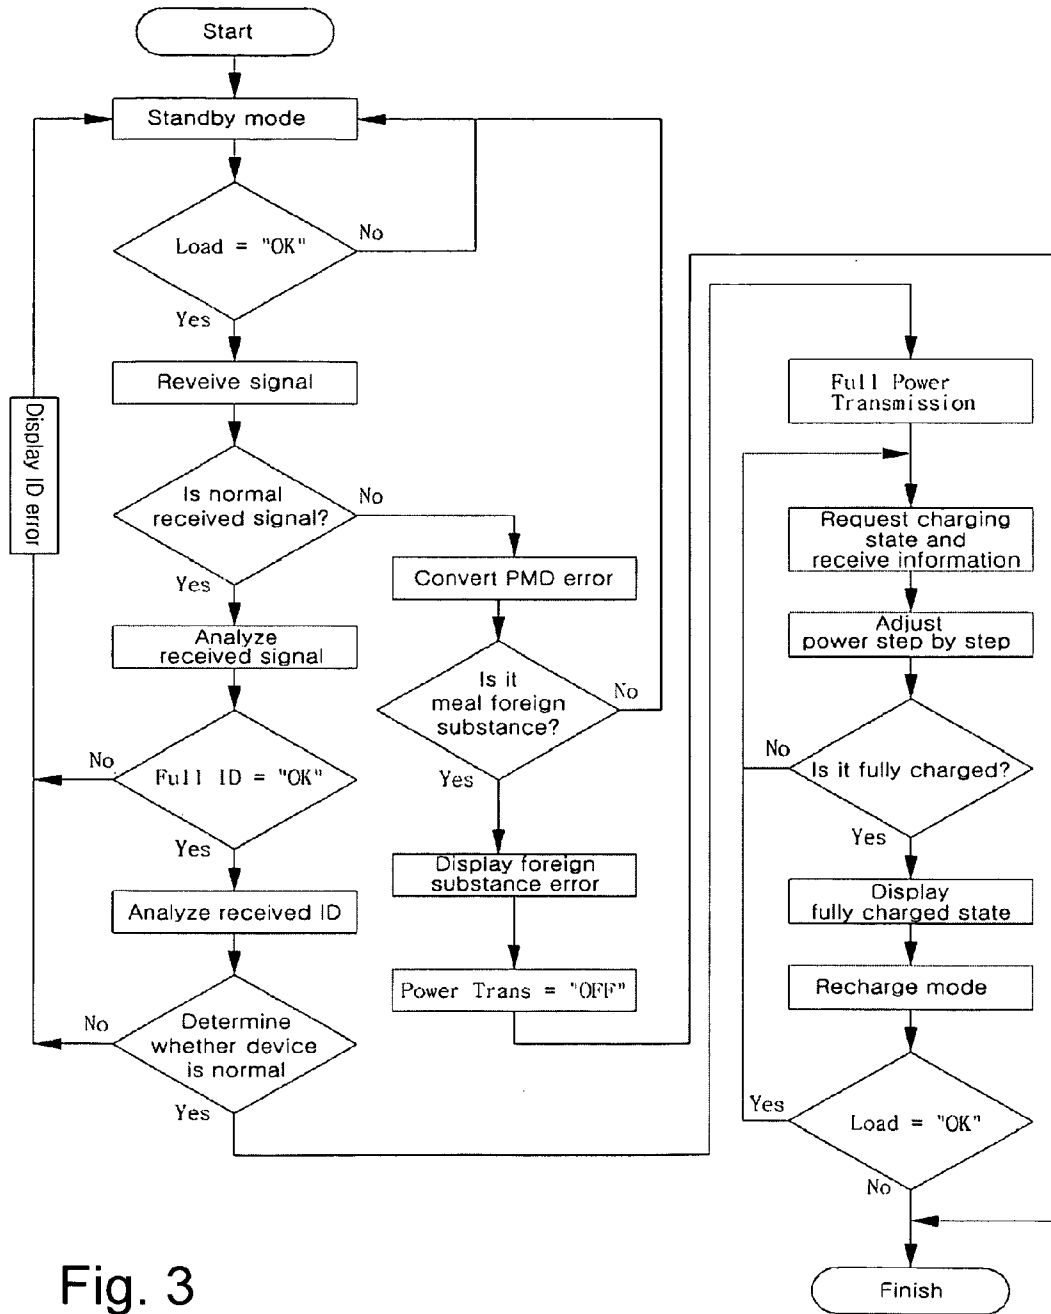 Start
Standby mode
Load = "OK"
No
Yes
Reveive signal
Display ID error
Is normal
received signal?
No
Yes
Analyze
received signal
Full ID = "OK"
No
Yes
Analyze received ID
Determine
whether device
is normal
No
Yes
Convert PMD error
Is it
meal foreign
substance?
No
Yes
Display foreign
substance error
Power Trans = "OFF"
Full Power
Transmission
Request charging
state and
receive information
Adjust
power step by step
Is it fully charged?
No
Yes
Display
fully charged state
Recharge mode
Load = "OK"
Yes
No
Finish
Fig. 3